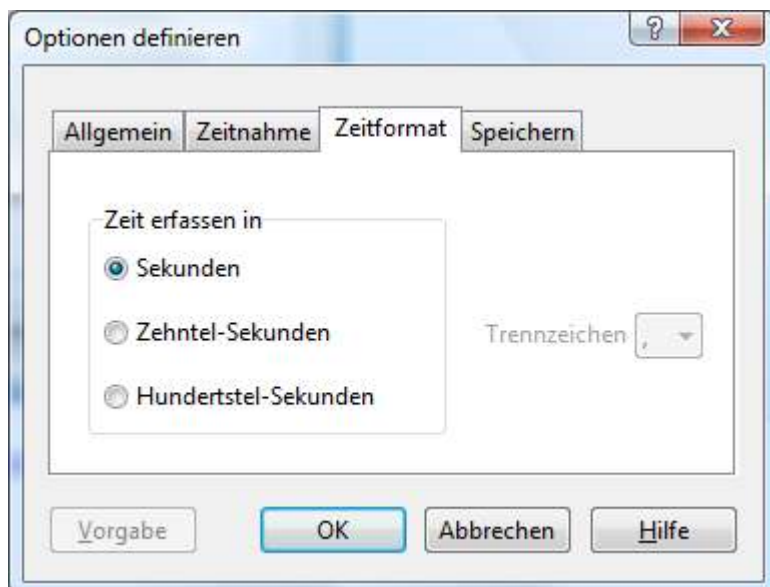 Optionen definieren
Allgemein Zeitnahme Zeitformat Speichern
Zeit erfassen in
Sekunden
Zehntel-Sekunden
Trennzeichen ,
Hundertstel-Sekunden
Vorgabe OK Abbrechen Hilfe